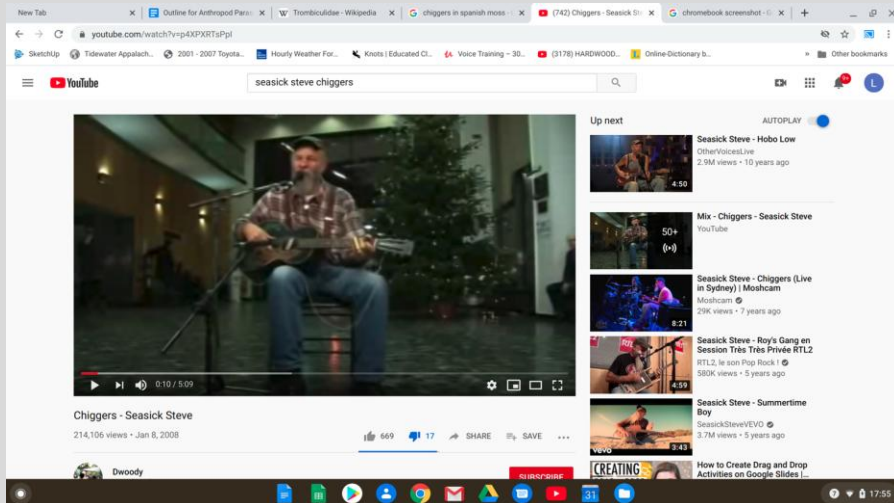 New Tab
Outline for Anthropod Para
Trombiculidae - Wikipedia
chiggers in spanish moss -
(742) Chiggers - Seasick Ste
chromebook screenshot - G
youtube.com/watch?v=p4XPXRTsPpI
SketchUp
Tidewater Appalach...
2001 - 2007 Toyota...
Hourly Weather For...
Knots | Educated Cl...
Voice Training – 30...
(3178) HARDWOOD...
Online-Dictionary b...
Other bookmarks
YouTube
seasick steve chiggers
9+
L
Up next
AUTOPLAY
Seasick Steve - Hobo Low
OtherVoicesLive
2.9M views • 10 years ago
4:50
Mix - Chiggers - Seasick Steve
YouTube
50+
Seasick Steve - Chiggers (Live
in Sydney) | Moshcam
Moshcam
29K views • 7 years ago
8:21
Seasick Steve - Roy's Gang en
Session Très Très Privée RTL2
RTL2, le son Pop Rock !
580K views • 5 years ago
4:59
Seasick Steve - Summertime
Boy
SeasickSteveVEVO
3.7M views • 5 years ago
vevo
3:43
How to Create Drag and Drop
Activities on Google Slides |...
CREATING
0:10 / 5:09
Chiggers - Seasick Steve
214,106 views • Jan 8, 2008
669
17
SHARE
SAVE
Dwoody
SUBSCRIBE
31
17:55